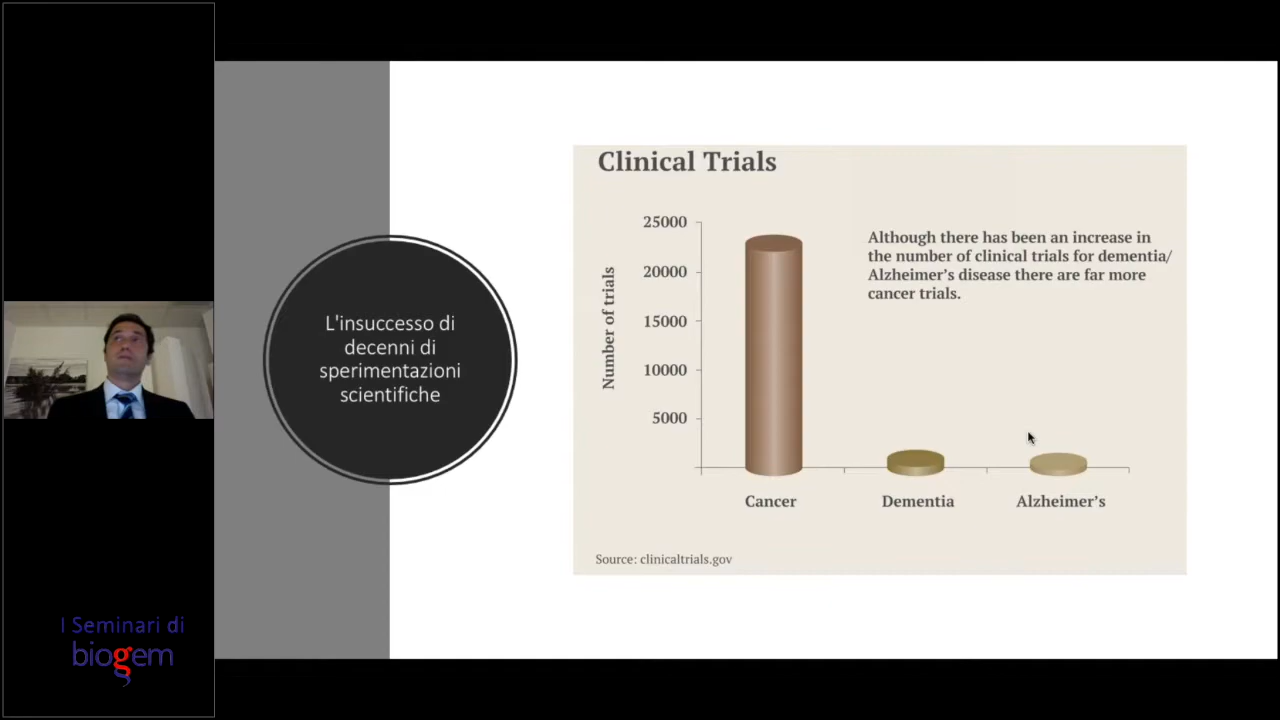 L'insuccesso di
decenni di
sperimentazioni
scientifiche
Clinical Trials
Number of trials
25000
20000
15000
10000
5000
Although there has been an increase in
the number of clinical trials for dementia/
Alzheimer's disease there are far more
cancer trials.
Cancer
Dementia
Alzheimer's
Source: clinicaltrials.gov
I Seminari di
biogem